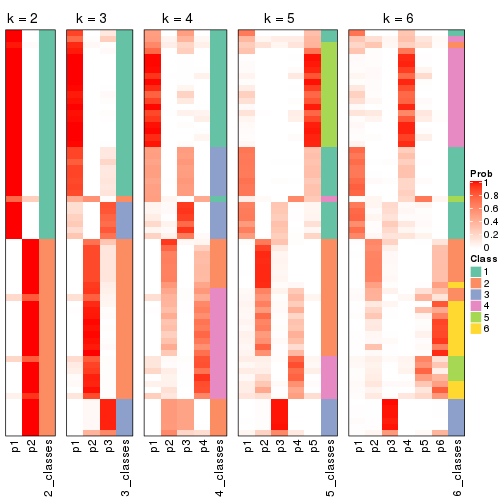 k = 2
k = 3
k = 4
k = 5
k = 6
Prob
1
0.8
0.6
0.4
0.2
0
Class
1
2
3
4
5
6
p1
p2
2_classes
p1
p2
p3
3_classes
p1
p2
p3
p4
4_classes
p1
p2
p3
p4
p5
5_classes
p1
p2
p3
p4
p5
p6
6_classes